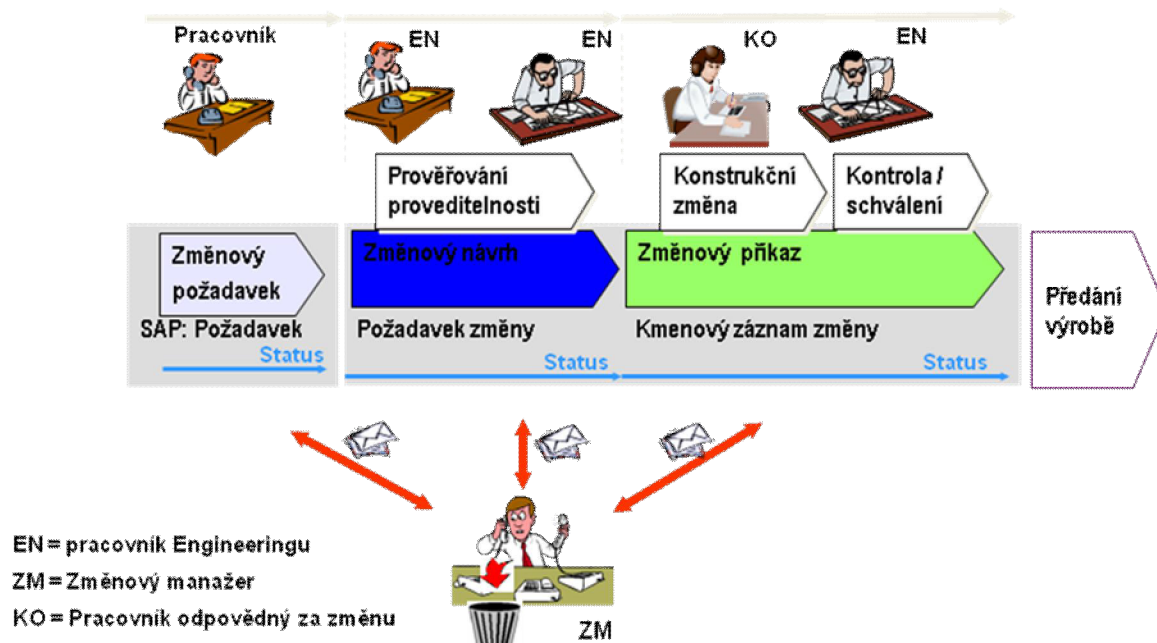 Pracovník
EN
EN
KO
EN
Prověřování
proveditelnosti
Konstrukční
změna
Kontrola /
schválení
Změnový
požadavek
Změnový návrh
Změnový příkaz
Předání
výrobě
SAP: Požadavek
Požadavek změny
Kmenový záznam změny
Status
Status
Status
EN = pracovník Engineeringu
ZM = Změnový manažer
KO = Pracovník odpovědný za změnu
ZM